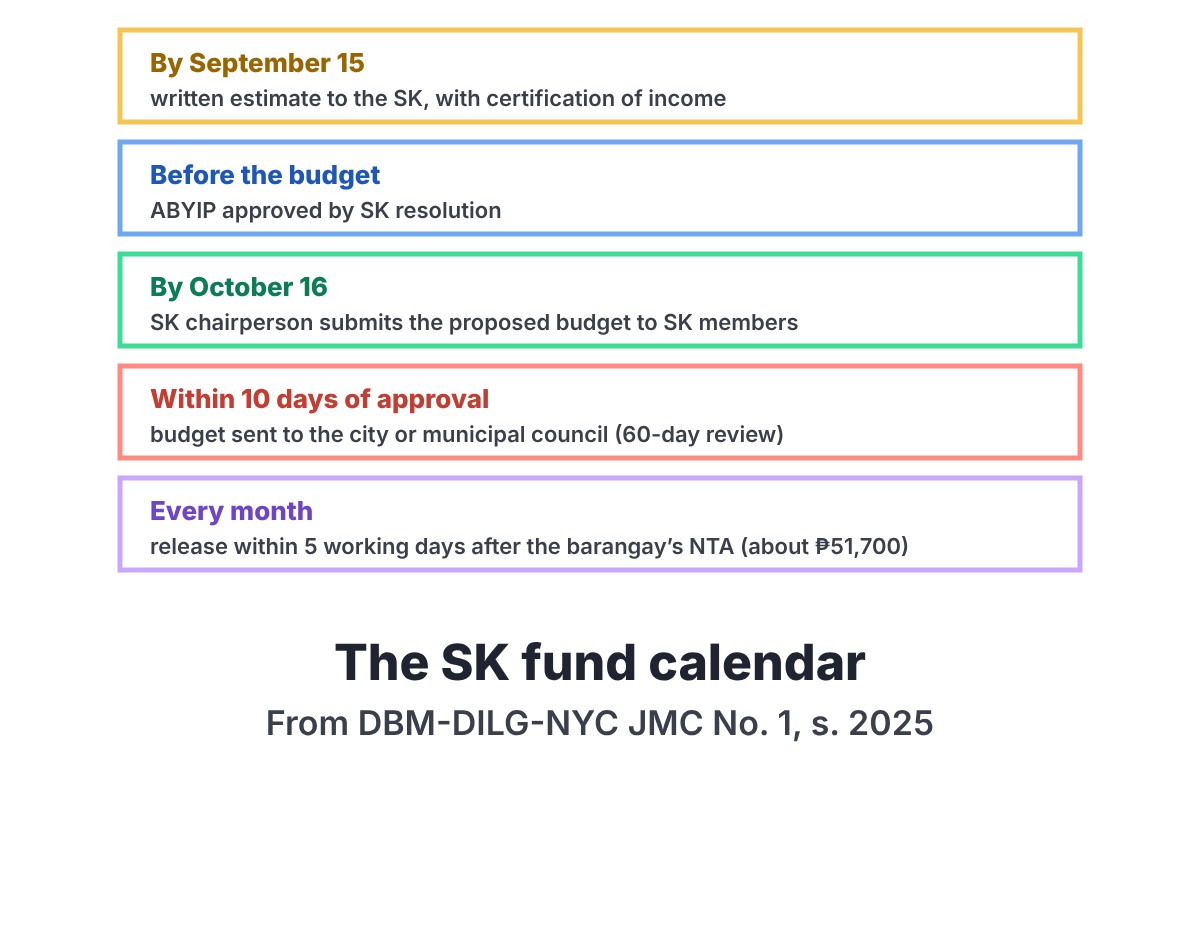 By September 15
written estimate to the SK, with certification of income
Before the budget
ABYIP approved by SK resolution
By October 16
SK chairperson submits the proposed budget to SK members
Within 10 days of approval
budget sent to the city or municipal council (60-day review)
Every month
release within 5 working days after the barangay’s NTA (about ₱51,700)
The SK fund calendar
From DBM-DILG-NYC JMC No. 1, s. 2025